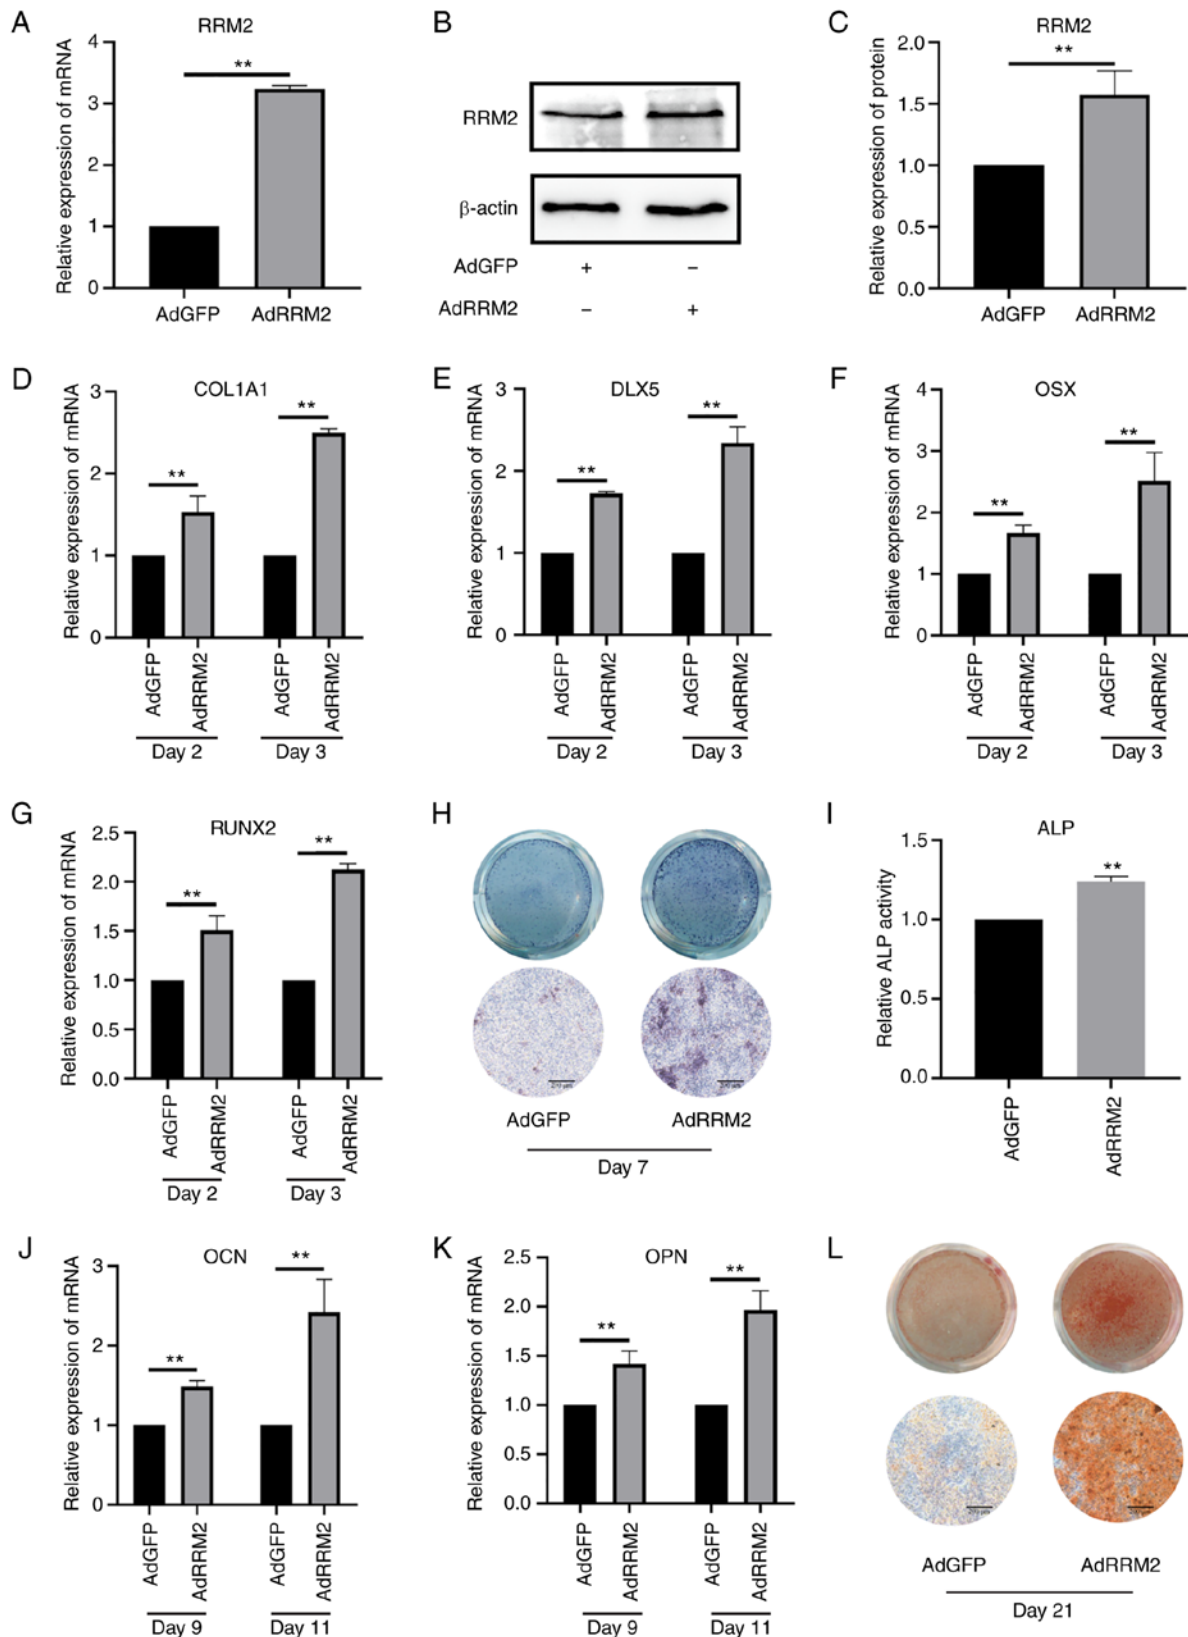 A
RRM2
Relative expression of mRNA
4
3
2
1
0
**
AdGFP
AdRRM2
B
RRM2
β-actin
AdGFP + –
AdRRM2 – +
C
RRM2
Relative expression of protein
2.0
1.5
1.0
0.5
0.0
**
AdGFP
AdRRM2
D
COL1A1
Relative expression of mRNA
3
2
1
0
**
**
AdGFP
AdRRM2
AdGFP
AdRRM2
Day 2
Day 3
E
DLX5
Relative expression of mRNA
3
2
1
0
**
**
AdGFP
AdRRM2
AdGFP
AdRRM2
Day 2
Day 3
F
OSX
Relative expression of mRNA
4
3
2
1
0
**
**
AdGFP
AdRRM2
AdGFP
AdRRM2
Day 2
Day 3
G
RUNX2
Relative expression of mRNA
2.5
2.0
1.5
1.0
0.5
0.0
**
**
AdGFP
AdRRM2
AdGFP
AdRRM2
Day 2
Day 3
H
AdGFP
AdRRM2
Day 7
I
ALP
Relative ALP activity
1.5
1.0
0.5
0.0
**
AdGFP
AdRRM2
J
OCN
Relative expression of mRNA
3
2
1
0
**
**
AdGFP
AdRRM2
AdGFP
AdRRM2
Day 9
Day 11
K
OPN
Relative expression of mRNA
2.5
2.0
1.5
1.0
0.5
0.0
**
**
AdGFP
AdRRM2
AdGFP
AdRRM2
Day 9
Day 11
L
AdGFP
AdRRM2
Day 21